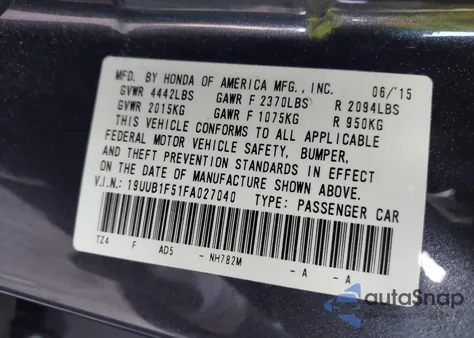 MFD. BY HONDA OF AMERICA MFG., INC. 06/'15
GVWR 4442LBS GAWR F 2370LBS R 2094LBS
GVWR 2015KG GAWR F 1075KG R 950KG
THIS VEHICLE CONFORMS TO ALL APPLICABLE
FEDERAL MOTOR VEHICLE SAFETY, BUMPER,
AND THEFT PREVENTION STANDARDS IN EFFECT
ON THE DATE OF MANUFACTURE SHOWN ABOVE.
V.I.N.: 19UUB1F51FA027040 TYPE: PASSENGER CAR
TZ4 F AD5 - NH782M - A - A
autoSnap